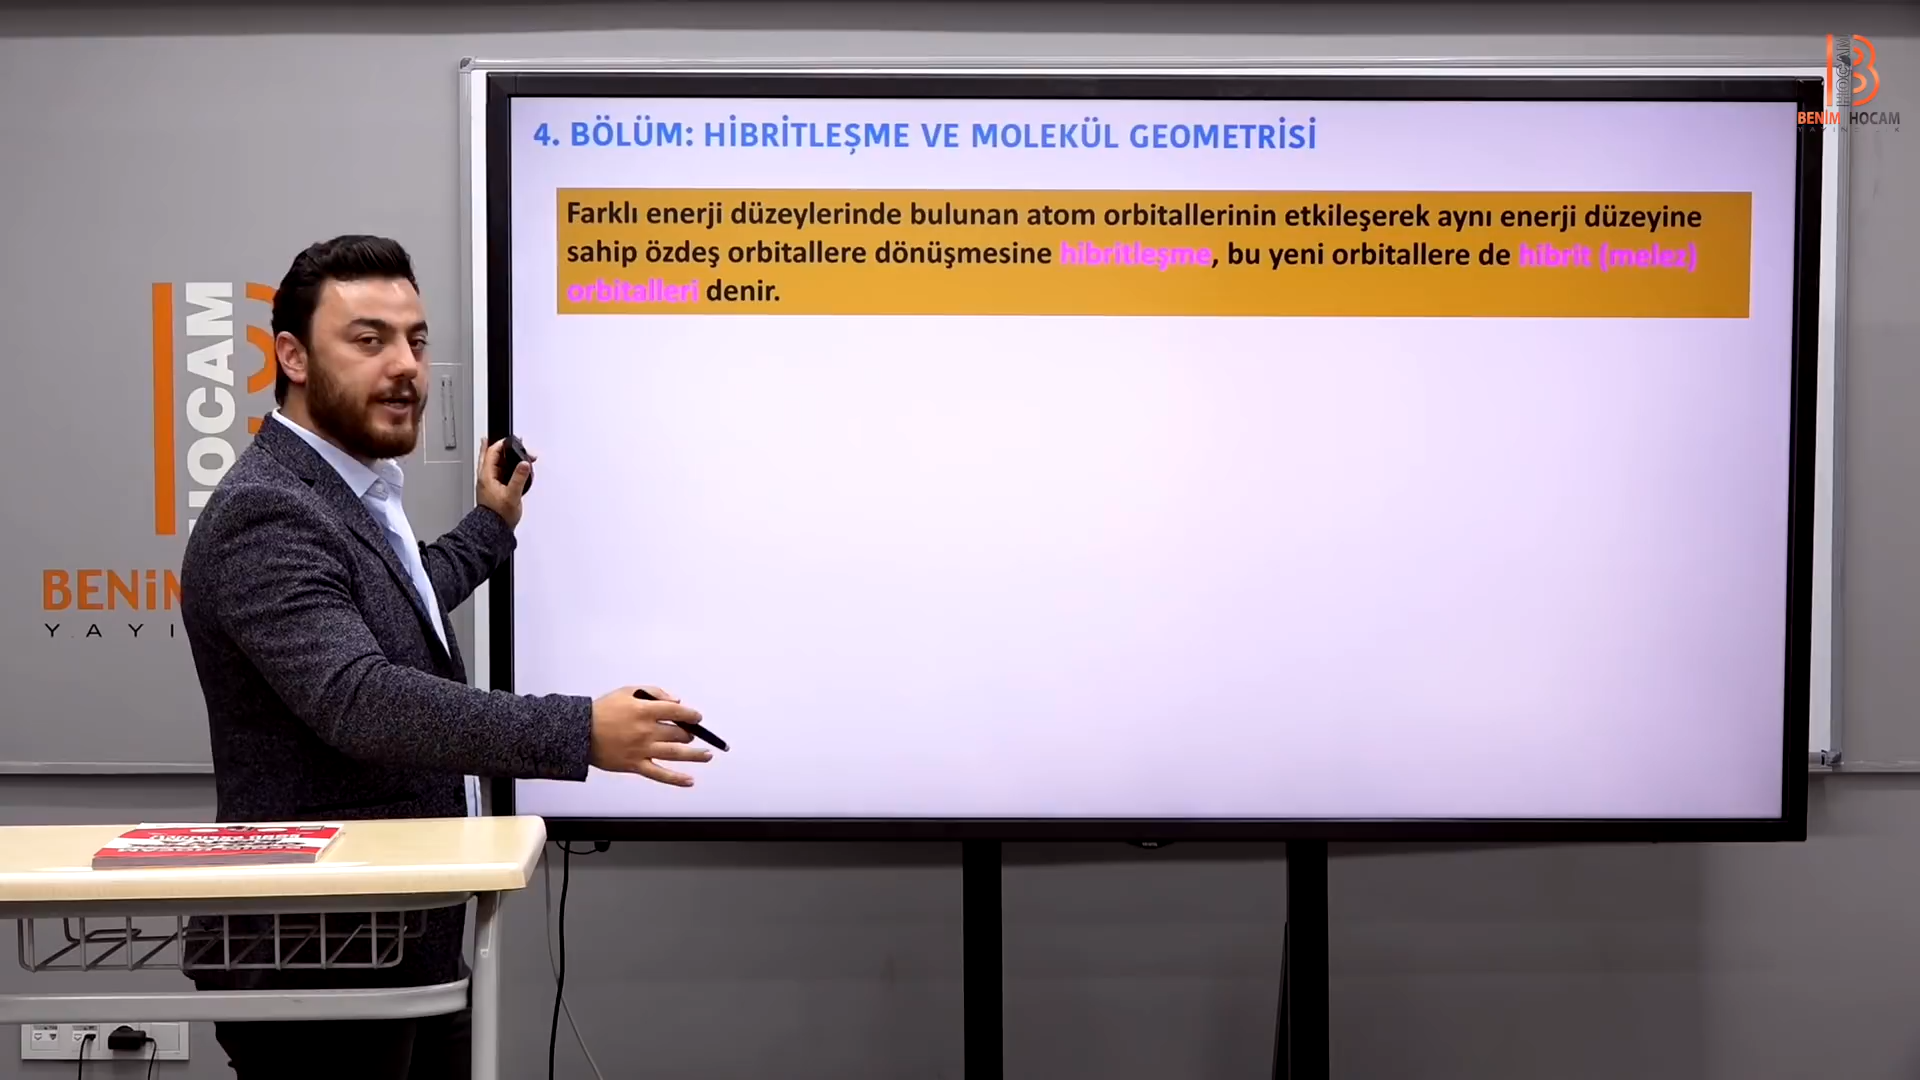 BENİM HOCAM
4. BÖLÜM: HİBRİTLEŞME VE MOLEKÜL GEOMETRİSİ
Farklı enerji düzeylerinde bulunan atom orbitallerinin etkileşerek aynı enerji düzeyine
sahip özdeş orbitallere dönüşmesine hibritleşme, bu yeni orbitallere de hibrit (melez)
orbitalleri denir.
HOCAM
BENİM
YAYI